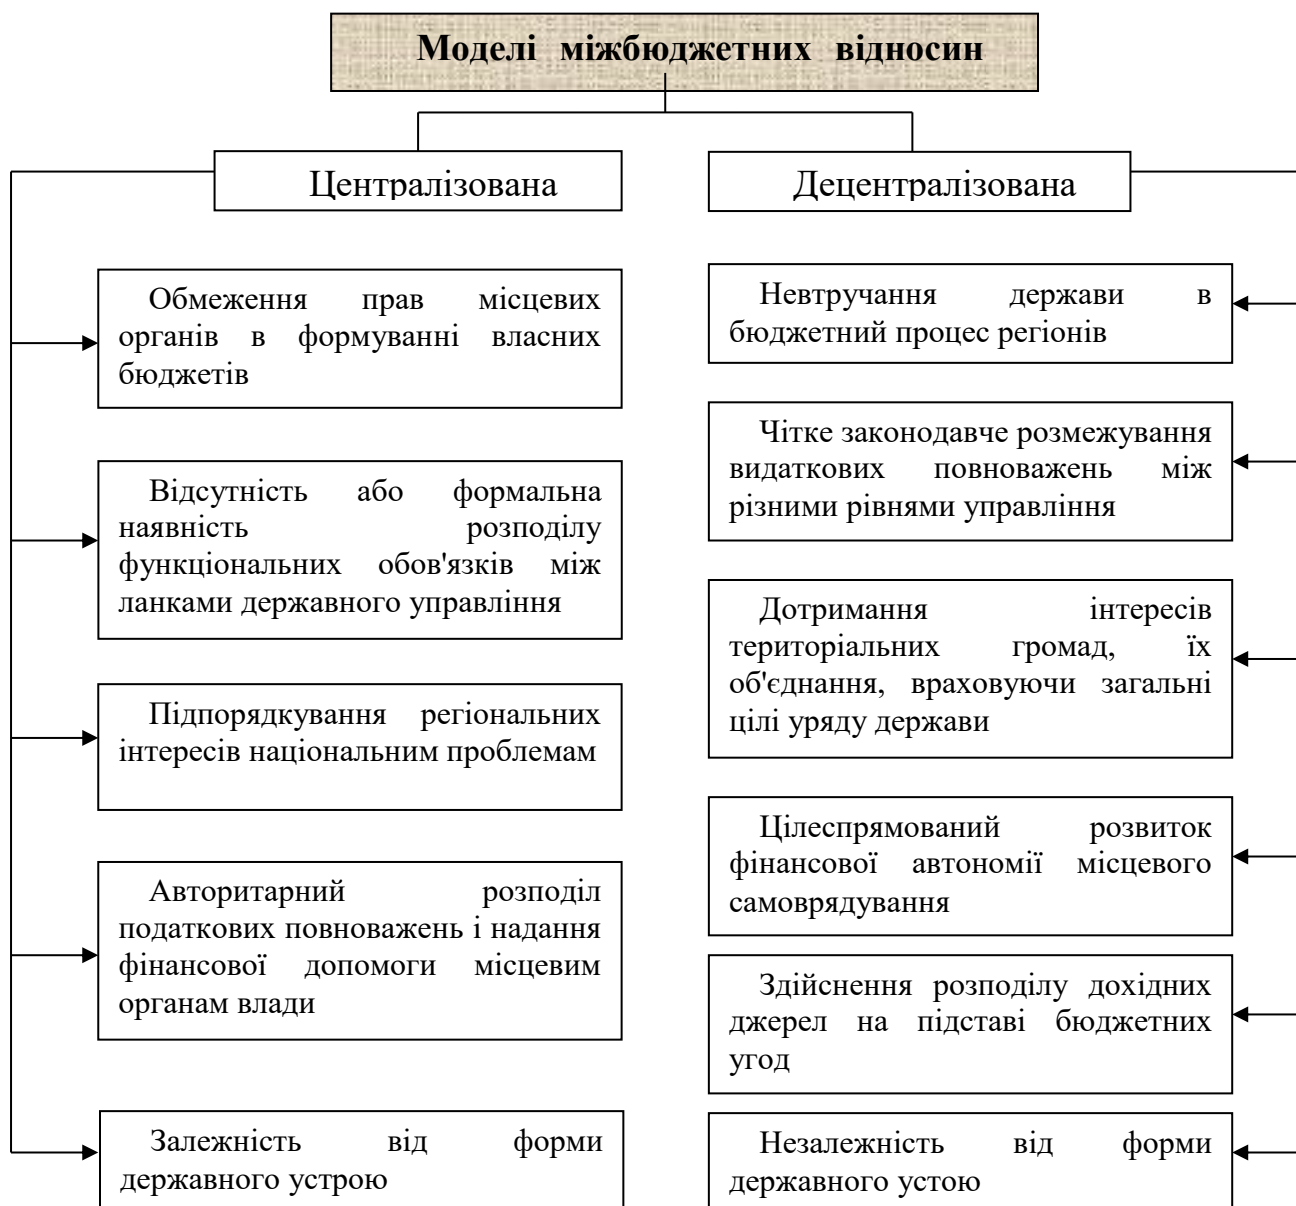 Моделі міжбюджетних відносин
Централізована
Децентралізована
Обмеження прав місцевих
органів в формуванні власних
бюджетів
Відсутність або формальна
наявність розподілу
функціональних обов'язків між
ланками державного управління
Підпорядкування регіональних
інтересів національним проблемам
Авторитарний розподіл
податкових повноважень і надання
фінансової допомоги місцевим
органам влади
Залежність від форми
державного устрою
Невтручання держави в
бюджетний процес регіонів
Чітке законодавче розмежування
видаткових повноважень між
різними рівнями управління
Дотримання інтересів
територіальних громад, їх
об'єднання, враховуючи загальні
цілі уряду держави
Цілеспрямований розвиток
фінансової автономії місцевого
самоврядування
Здійснення розподілу дохідних
джерел на підставі бюджетних
угод
Незалежність від форми
державного устою